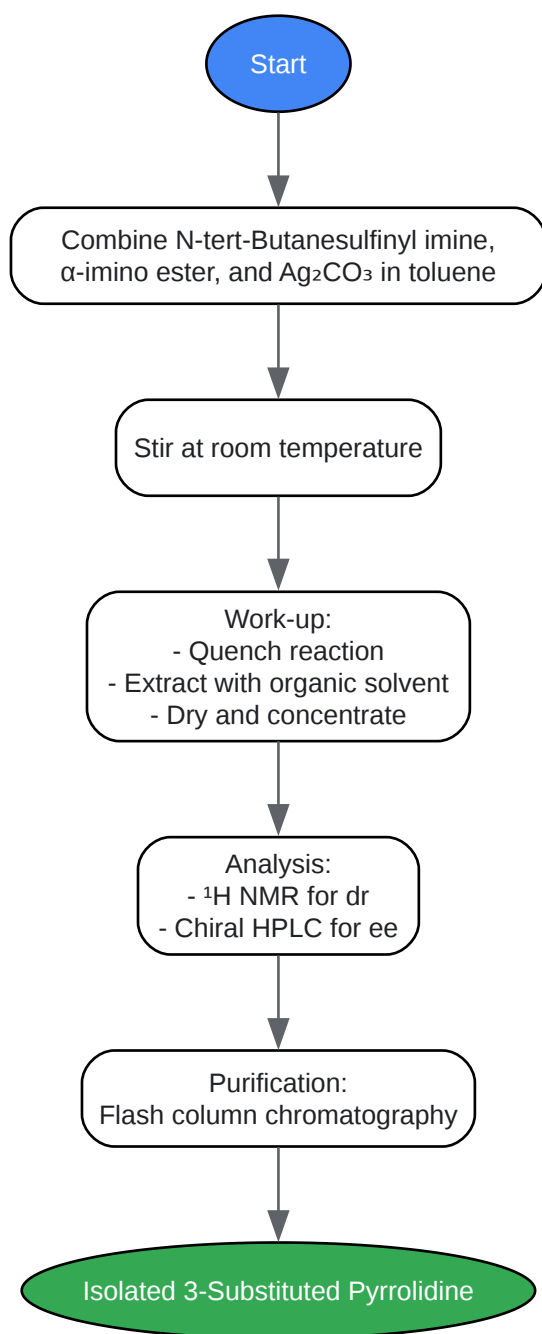 Start
Combine N-tert-Butanesulfinyl imine,
α-imino ester, and Ag₂CO₃ in toluene
Stir at room temperature
Work-up:
- Quench reaction
- Extract with organic solvent
- Dry and concentrate
Analysis:
- ¹H NMR for dr
- Chiral HPLC for ee
Purification:
Flash column chromatography
Isolated 3-Substituted Pyrrolidine